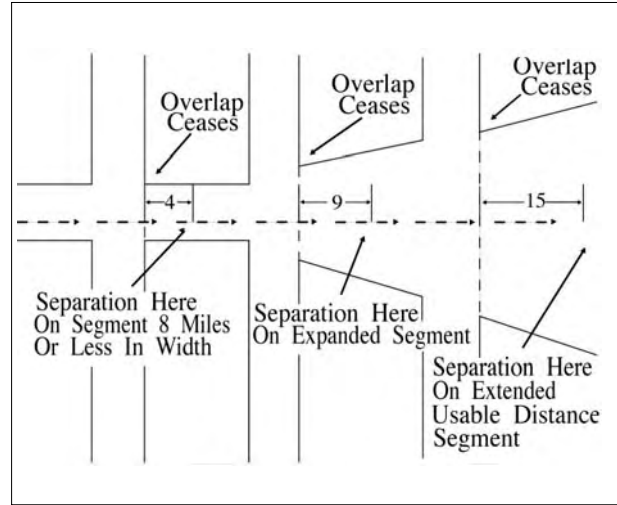 Overlap
Ceases
Overlap
Ceases
Overlap
Ceases
4
9
15
Separation Here
On Segment 8 Miles
Or Less In Width
Separation Here
On Expanded Segment
Separation Here
On Extended
Usable Distance
Segment